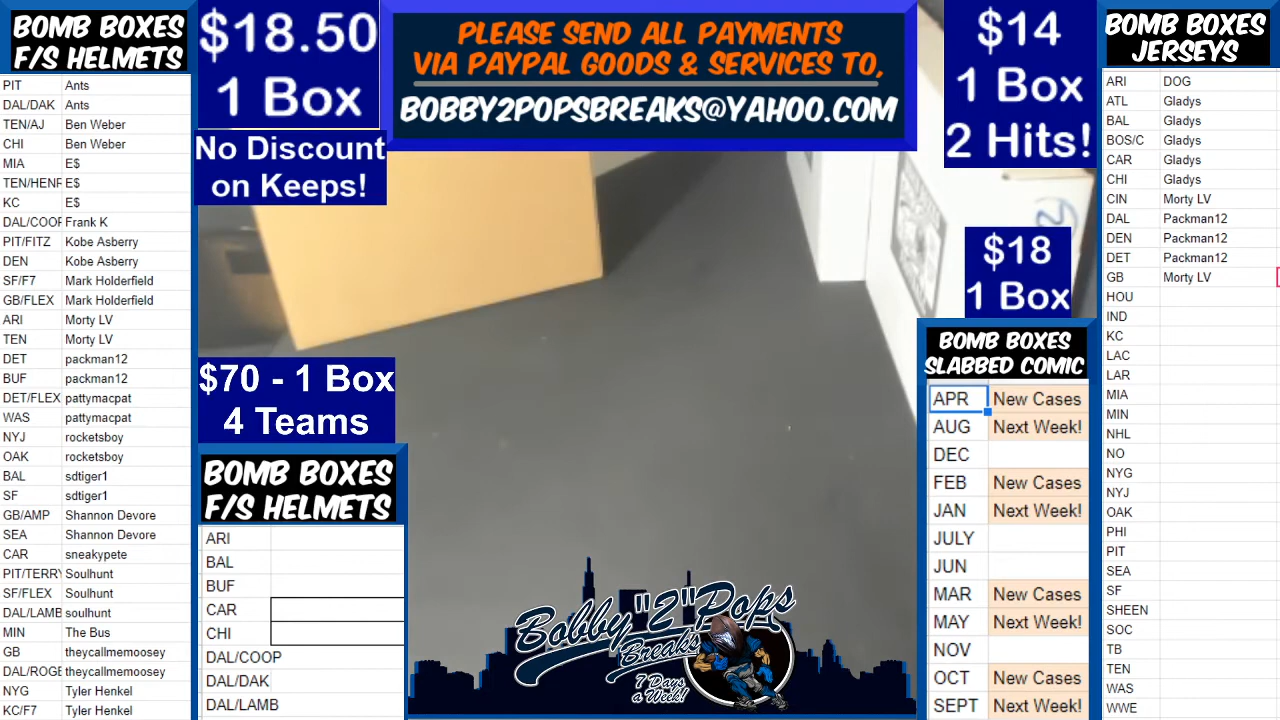 BOMB BOXES
F/S HELMETS
PIT Ants
DAL/DAK Ants
TEN/AJ Ben Weber
CHI Ben Weber
MIA E$
TEN/HENR E$
KC E$
DAL/COOP Frank K
PIT/FITZ Kobe Asberry
DEN Kobe Asberry
SF/F7 Mark Holderfield
GB/FLEX Mark Holderfield
ARI Morty LV
TEN Morty LV
DET packman12
BUF packman12
DET/FLEX pattymacpat
WAS pattymacpat
NYJ rocketsboy
OAK rocketsboy
BAL sdtiger1
SF sdtiger1
GB/AMP Shannon Devore
SEA Shannon Devore
CAR sneakypete
PIT/TERRY Soulhunt
SF/FLEX Soulhunt
DAL/LAMB soulhunt
MIN The Bus
GB theycallmemoosey
DAL/ROGE theycallmemoosey
NYG Tyler Henkel
KC/F7 Tyler Henkel
$18.50
1 Box
No Discount
on Keeps!
$70 - 1 Box
4 Teams
BOMB BOXES
F/S HELMETS
ARI
BAL
BUF
CAR
CHI
DAL/COOP
DAL/DAK
DAL/LAMB
PLEASE SEND ALL PAYMENTS
VIA PAYPAL GOODS & SERVICES TO,
BOBBY2POPSBREAKS@YAHOO.COM
Bobby "2" Pops
Breaks
7 Days
a Week!
$14
1 Box
2 Hits!
$18
1 Box
BOMB BOXES
SLABBED COMIC
APR New Cases
AUG Next Week!
DEC
FEB New Cases
JAN Next Week!
JULY
JUN
MAR New Cases
MAY Next Week!
NOV
OCT New Cases
SEPT Next Week!
BOMB BOXES
JERSEYS
ARI DOG
ATL Gladys
BAL Gladys
BOS/C Gladys
CAR Gladys
CHI Gladys
CIN Morty LV
DAL Packman12
DEN Packman12
DET Packman12
GB Morty LV
HOU
IND
KC
LAC
LAR
MIA
MIN
NHL
NO
NYG
NYJ
OAK
PHI
PIT
SEA
SF
SHEEN
SOC
TB
TEN
WAS
WWE